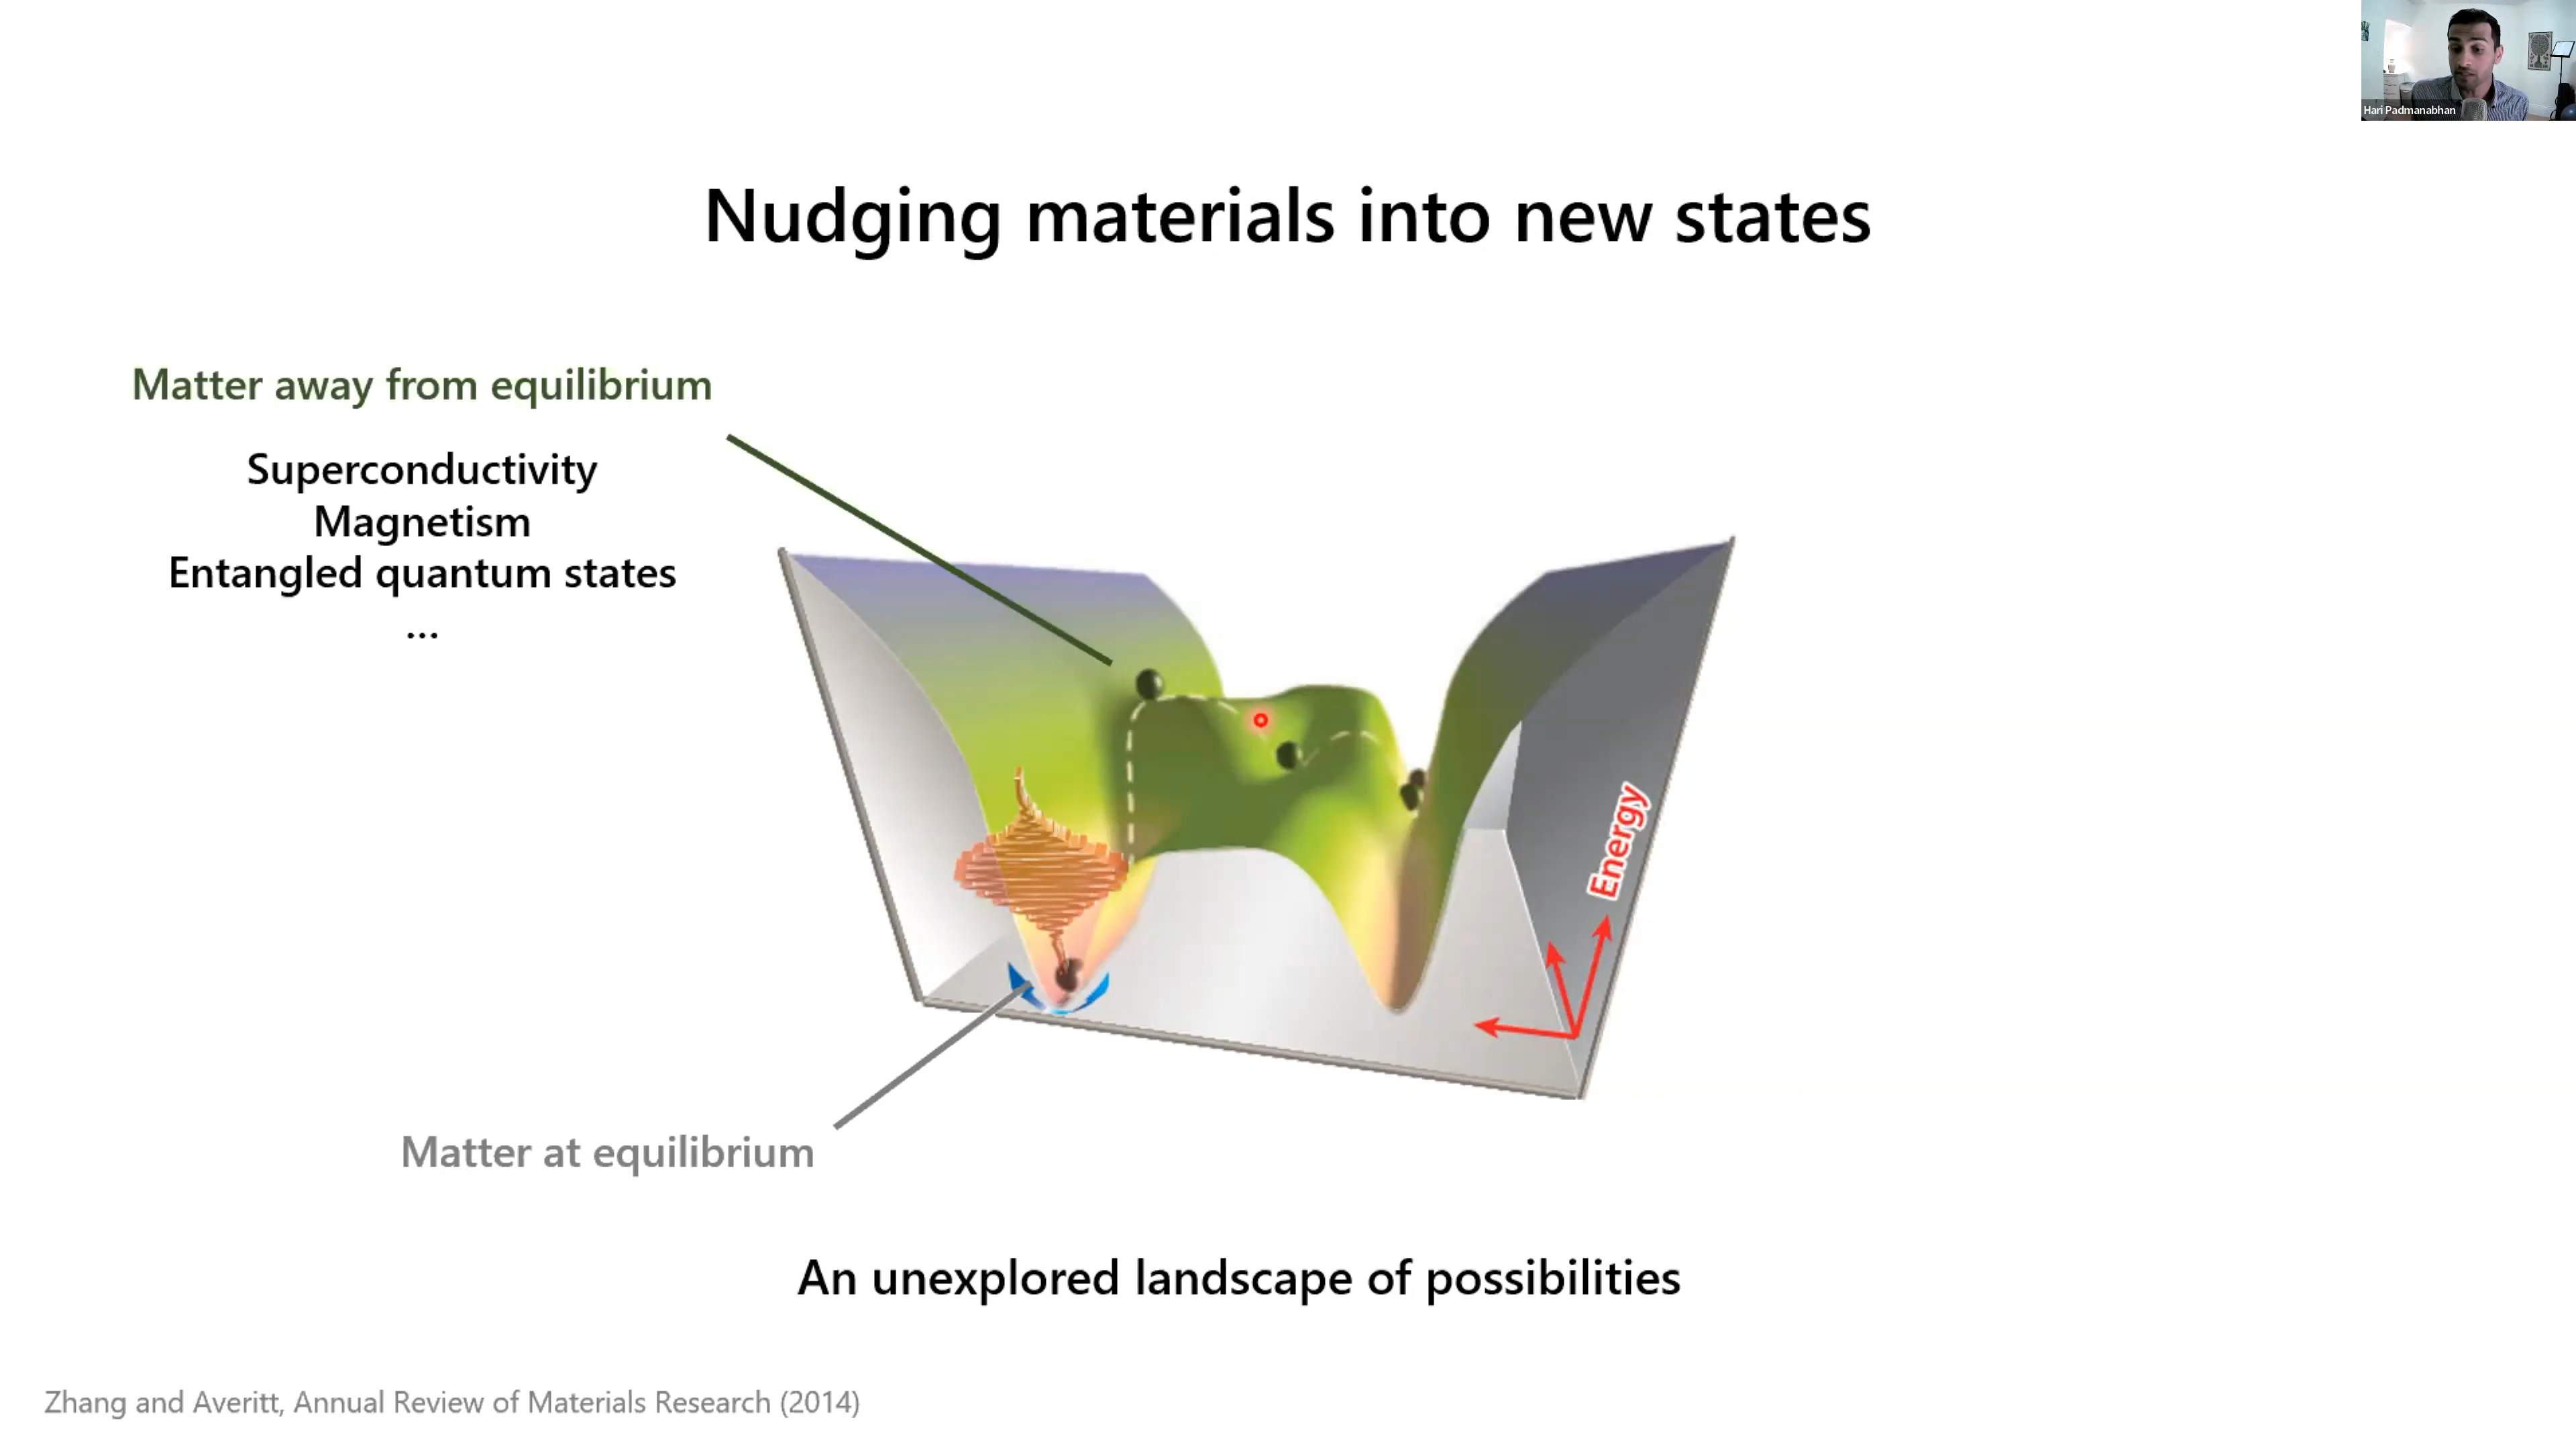 Hari Padmanabhan
Nudging materials into new states
Matter away from equilibrium
Superconductivity
Magnetism
Entangled quantum states
...
Energy
Matter at equilibrium
An unexplored landscape of possibilities
Zhang and Averitt, Annual Review of Materials Research (2014)